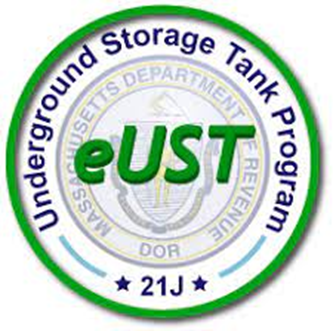 Underground Storage Tank Program
MASSACHUSETTS DEPARTMENT OF REVENUE
eUST
DOR
★ 21J ★